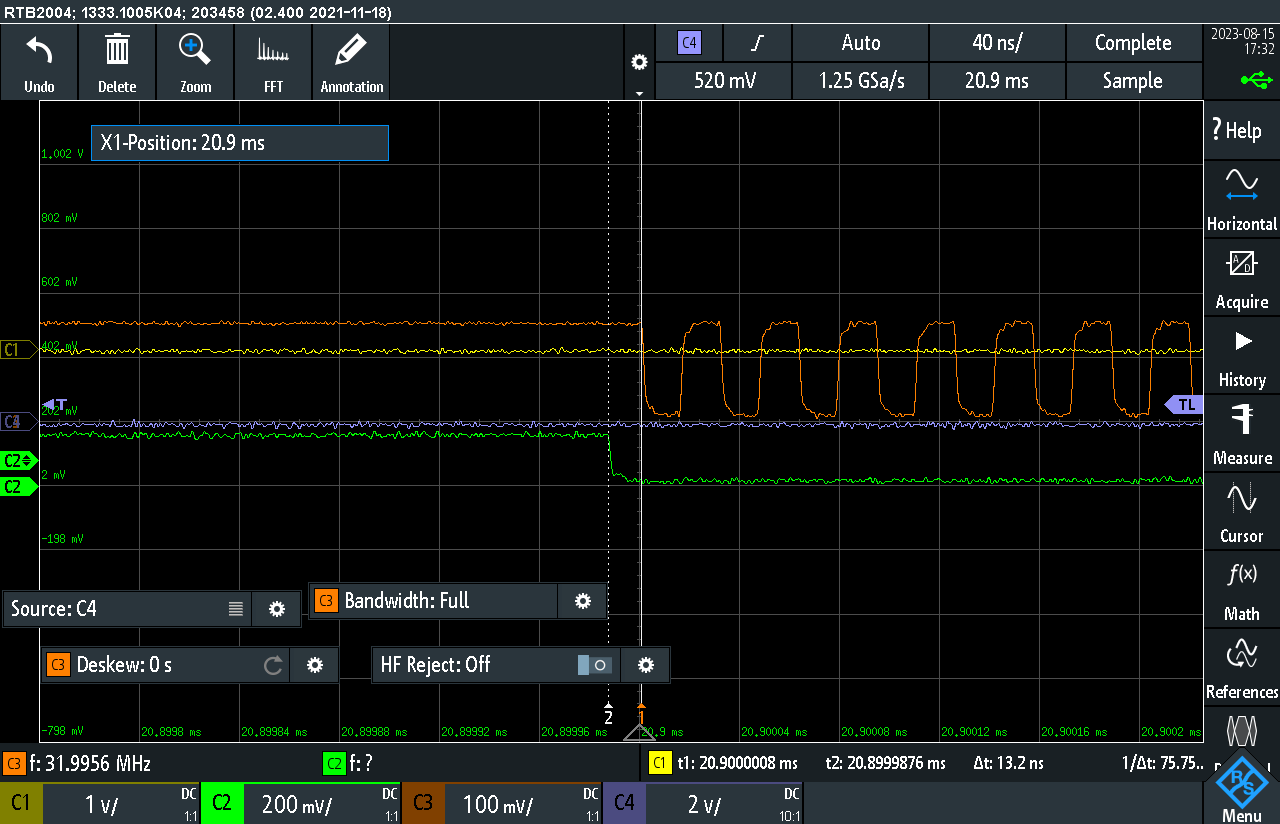 RTB2004; 1333.1005K04; 203458 (02.400 2021-11-18)
Undo
Delete
Zoom
FFT
Annotation
C4
Auto
40 ns/
Complete
520 mV
1.25 GSa/s
20.9 ms
Sample
2023-08-15
17:32
X1-Position: 20.9 ms
1,002 V
802 mV
602 mV
402 mV
202 mV
2 mV
-198 mV
-798 mV
C1
T
C2
C2
TL
? Help
Horizontal
A/D
Acquire
History
Measure
Cursor
f(x)
Math
References
R&S
Menu
Source: C4
C3 Bandwidth: Full
C3 Deskew: 0 s
HF Reject: Off
2
1
20.8998 ms
20.89984 ms
20.89988 ms
20.89992 ms
20.89996 ms
20.9 ms
20.90004 ms
20.90008 ms
20.90012 ms
20.90016 ms
20.9002 ms
C3 f: 31.9956 MHz
C2 f: ?
C1 t1: 20.9000008 ms t2: 20.8999876 ms Δt: 13.2 ns 1/Δt: 75.75..
C1 1 V/ DC 1:1
C2 200 mV/ DC 1:1
C3 100 mV/ DC 1:1
C4 2 V/ DC 10:1